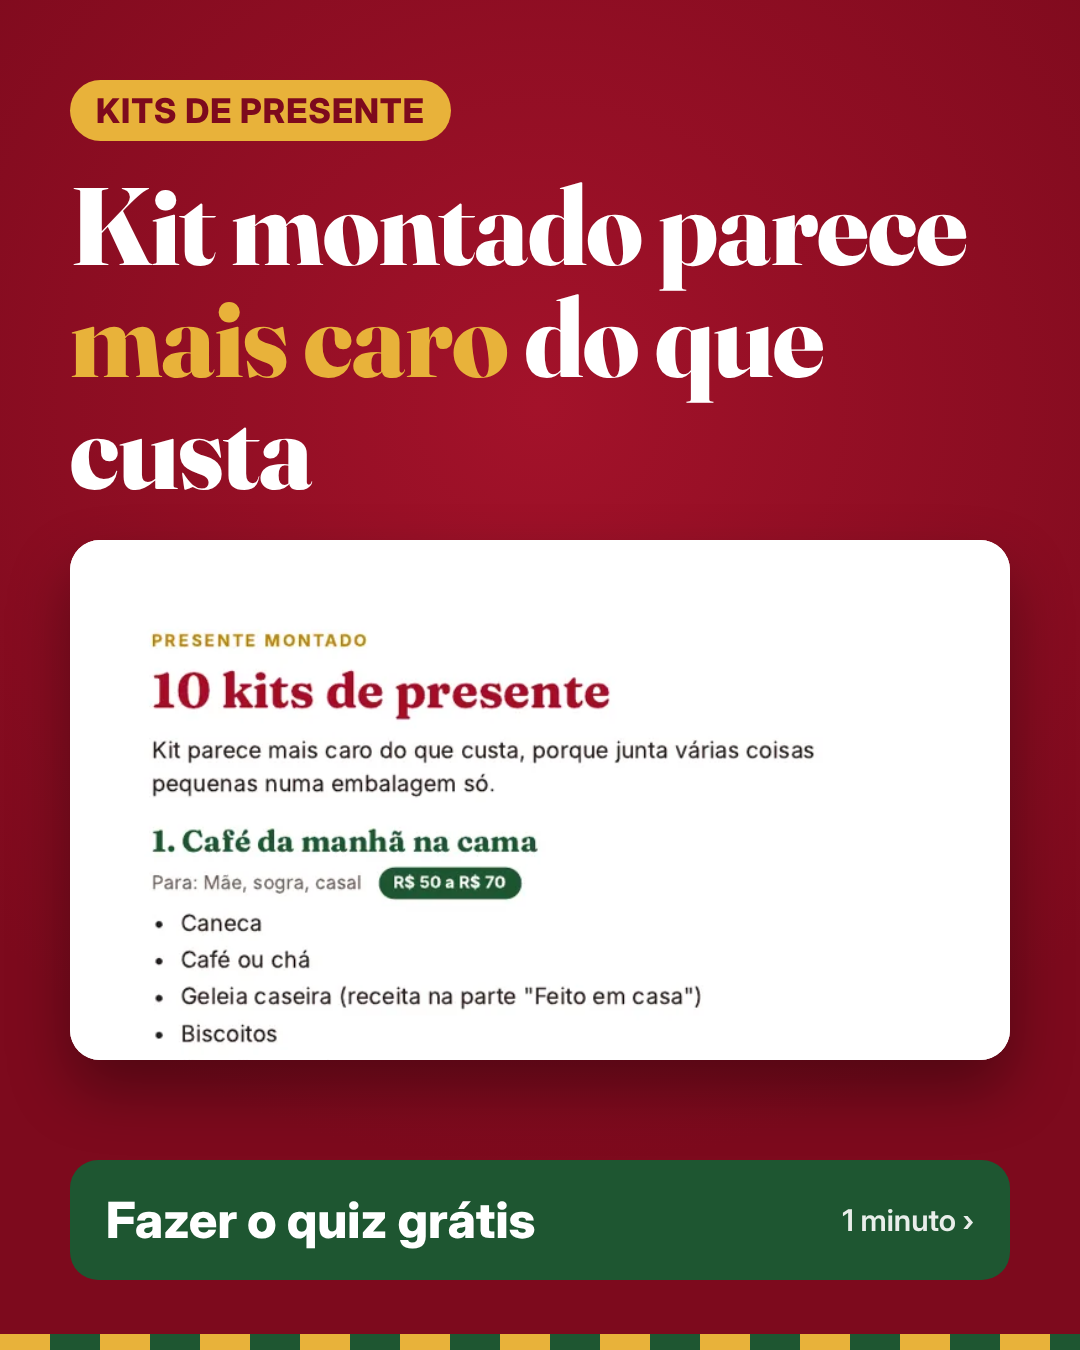 KITS DE PRESENTE
Kit montado parece
mais caro do que
custa
PRESENTE MONTADO
10 kits de presente
Kit parece mais caro do que custa, porque junta várias coisas
pequenas numa embalagem só.
1. Café da manhã na cama
Para: Mãe, sogra, casal R$ 50 a R$ 70
• Caneca
• Café ou chá
• Geleia caseira (receita na parte "Feito em casa")
• Biscoitos
Fazer o quiz grátis 1 minuto ›